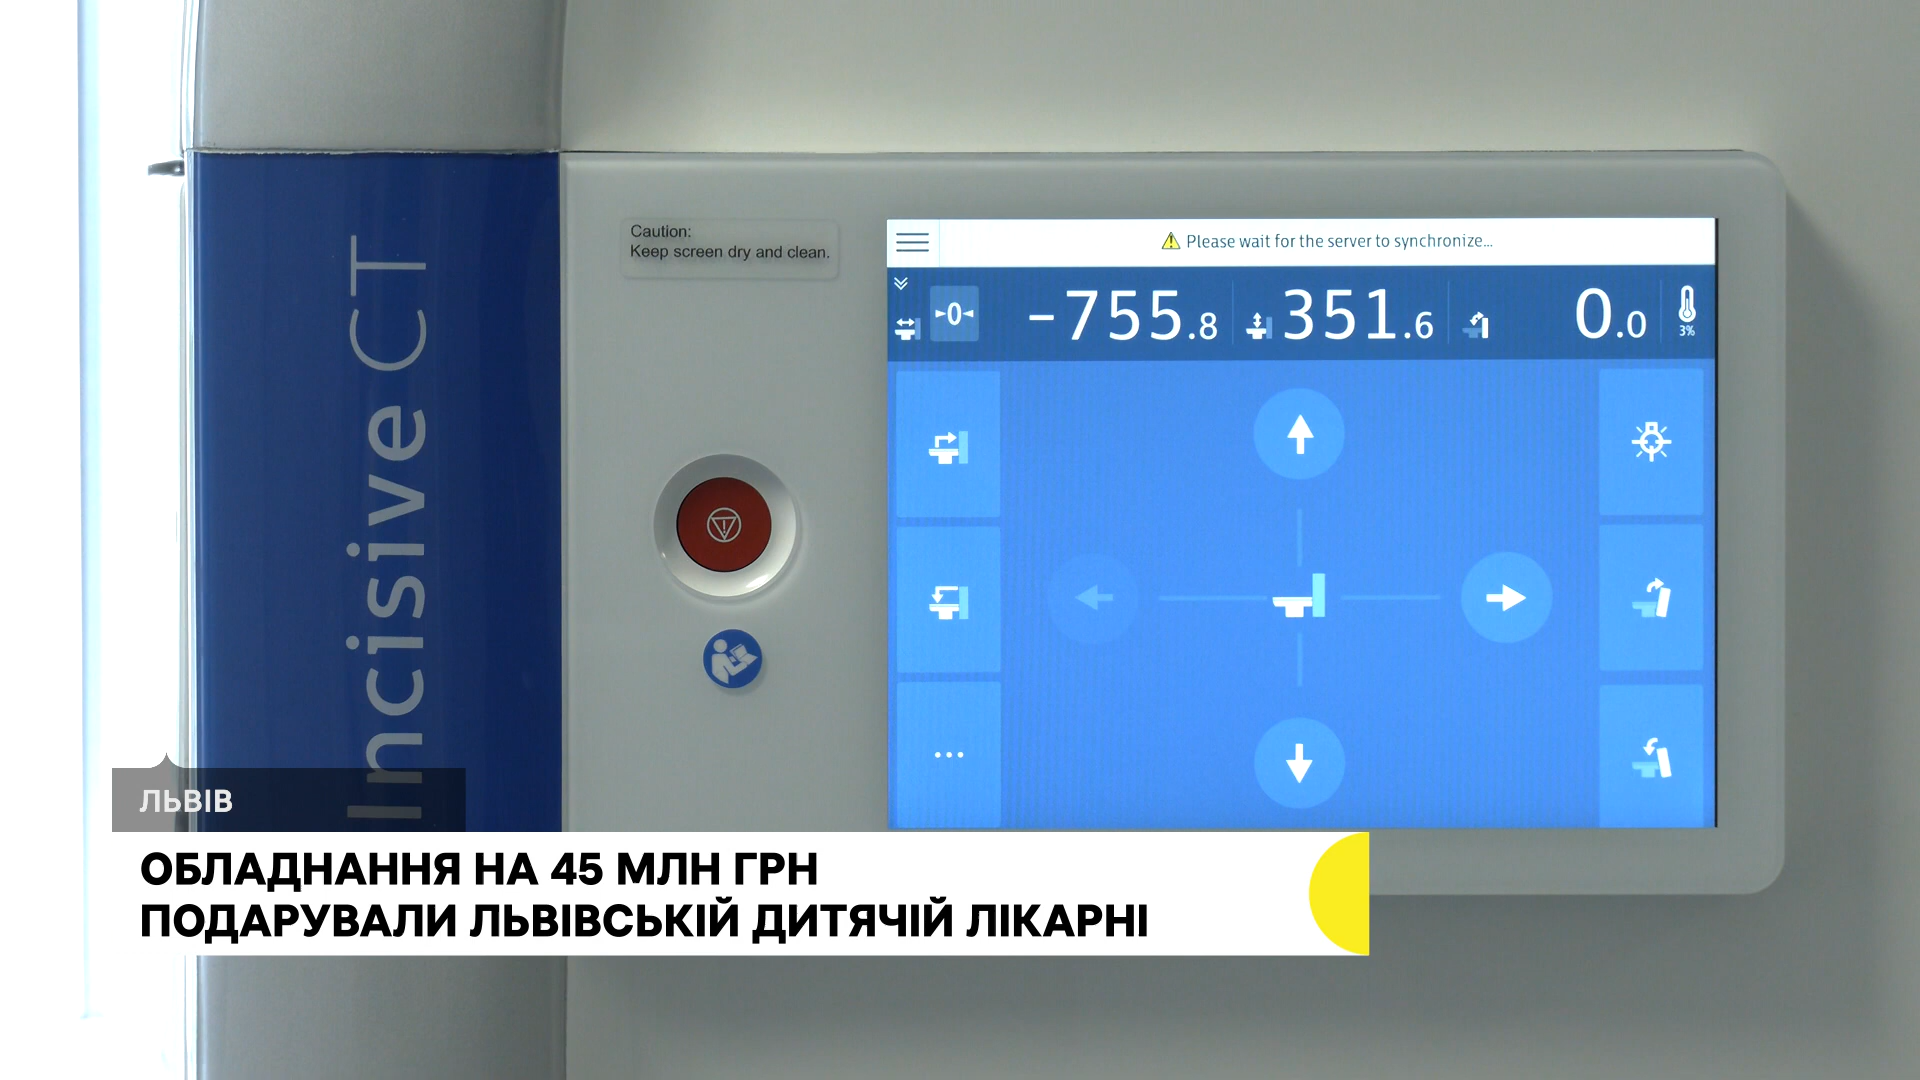 Incisive CT
Caution:
Keep screen dry and clean.
Please wait for the server to synchronize...
-755.8 351.6 0.0
3%
ЛЬВІВ
ОБЛАДНАННЯ НА 45 МЛН ГРН
ПОДАРУВАЛИ ЛЬВІВСЬКІЙ ДИТЯЧІЙ ЛІКАРНІ